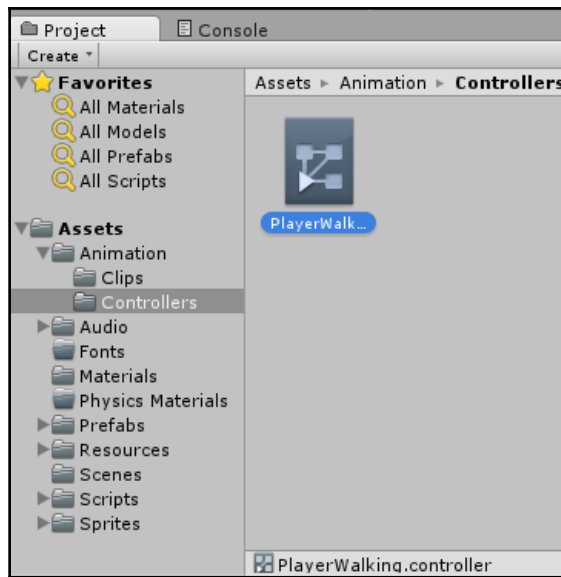 Project
Console
Create
Favorites
All Materials
All Models
All Prefabs
All Scripts
Assets
Animation
Clips
Controllers
Audio
Fonts
Materials
Physics Materials
Prefabs
Resources
Scenes
Scripts
Sprites
Assets Animation Controllers
PlayerWalk...
PlayerWalking.controller